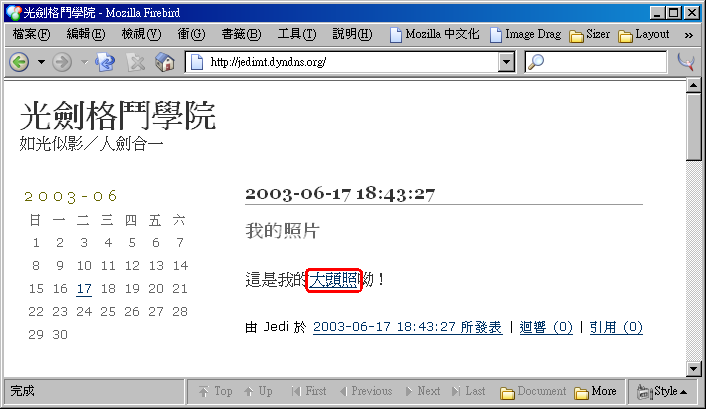 光劍格鬥學院 - Mozilla Firebird
檔案(F) 編輯(E) 檢視(V) 衝(G) 書籤(B) 工具(T) 說明(H) Mozilla 中文化 Image Drag Sizer Layout »
http://jedimt.dyndns.org/
光劍格鬥學院
如光似影／人劍合一
2003-06
日 一 二 三 四 五 六
1 2 3 4 5 6 7
8 9 10 11 12 13 14
15 16 17 18 19 20 21
22 23 24 25 26 27 28
29 30
2003-06-17 18:43:27
我的照片
這是我的大頭照呦！
由 Jedi 於 2003-06-17 18:43:27 所發表 | 迴響 (0) | 引用 (0)
完成 Top Up First Previous Next Last Document More Style